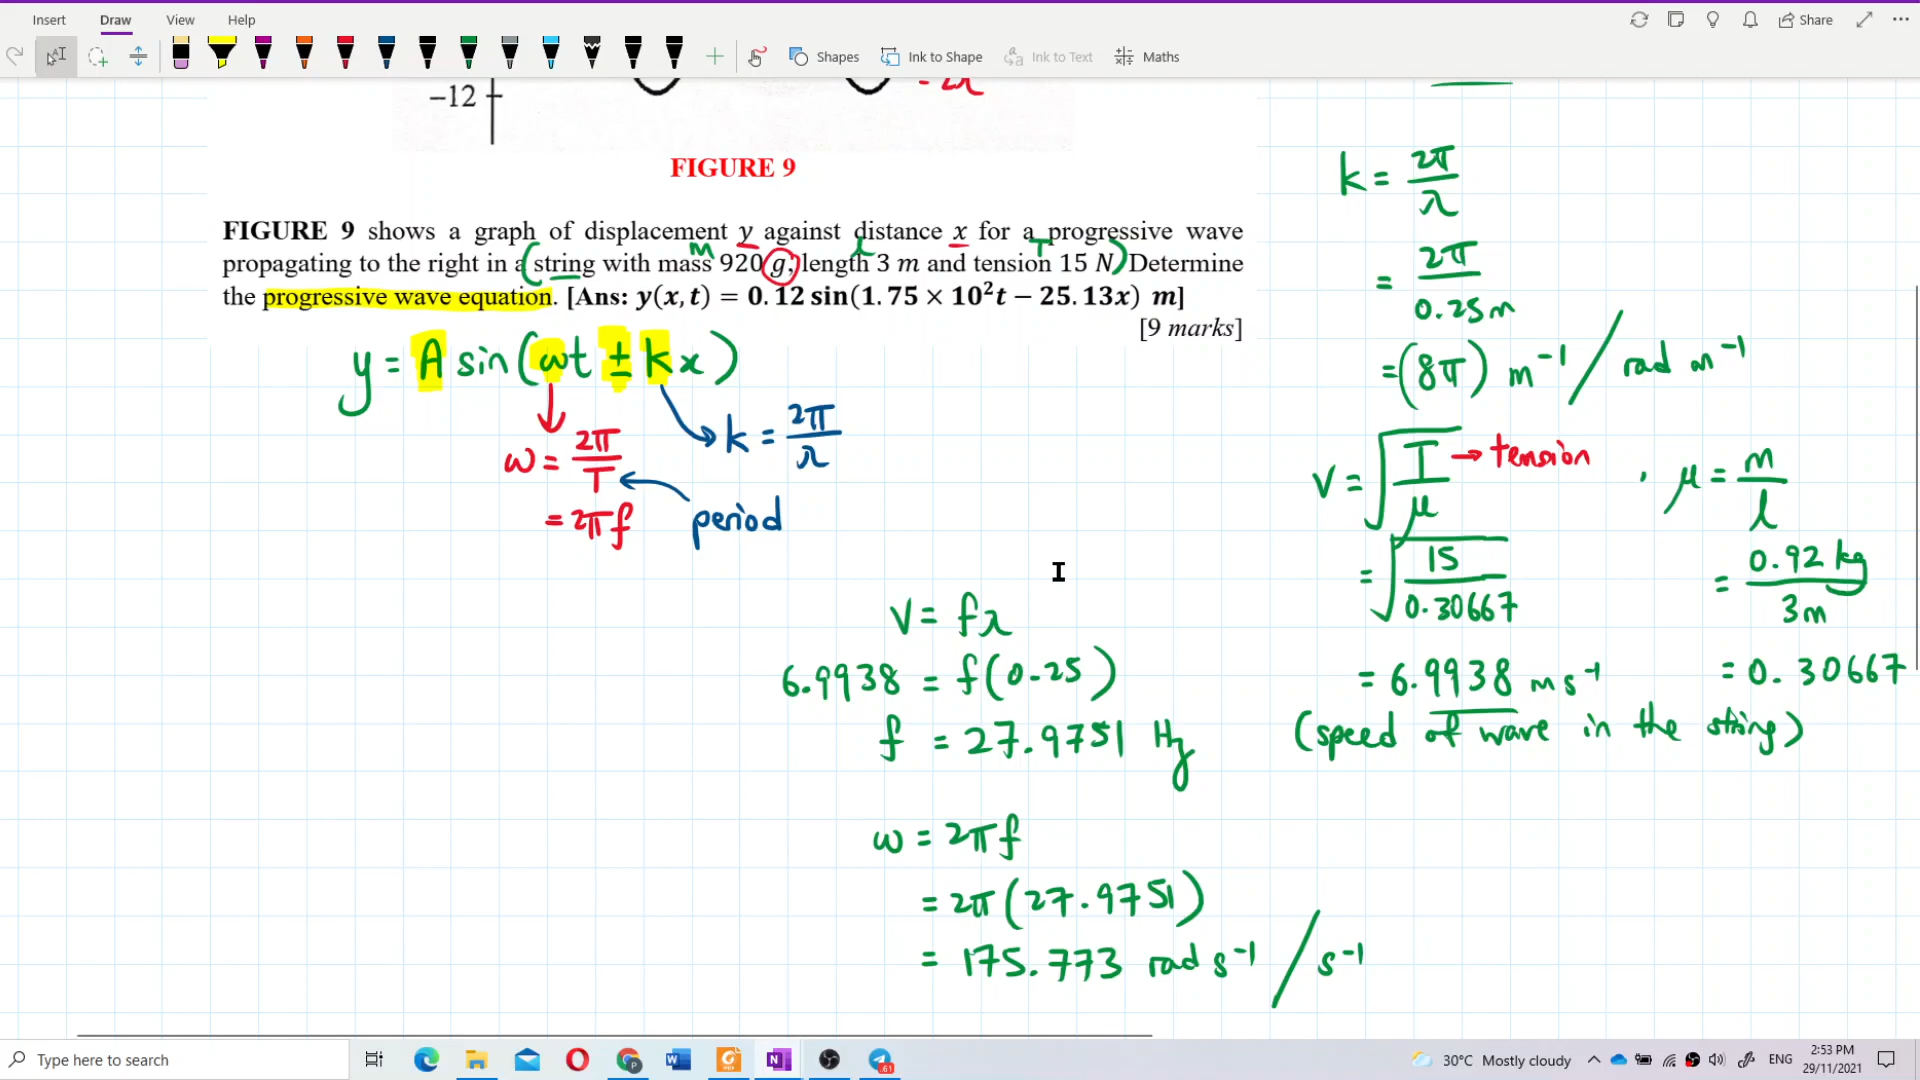 Insert Draw View Help
Share
Shapes Ink to Shape Ink to Text Maths
−12
= 2λ
FIGURE 9
FIGURE 9 shows a graph of displacement y against distance x for a progressive wave
m l T
propagating to the right in a (string with mass 920 g, length 3 m and tension 15 N) Determine
the progressive wave equation. [Ans: y(x, t) = 0.12 sin(1.75 × 10²t − 25.13x) m]
[9 marks]
y = A sin(ωt ± kx)
ω = 2π/T
= 2πf
period
k = 2π/λ
v = fλ
6.9938 = f(0.25)
f = 27.9751 Hz
ω = 2πf
= 2π(27.9751)
= 175.773 rad s⁻¹ / s⁻¹
k = 2π/λ
= 2π/0.25m
= (8π) m⁻¹ / rad m⁻¹
v = √(T/μ) → tension , μ = m/l
= √(15/0.30667)
= 0.92 kg/3m
= 6.9938 ms⁻¹
= 0.30667
(speed of wave in the string)
Type here to search
P
W
G
N
61
30°C Mostly cloudy
ENG
2:53 PM
29/11/2021